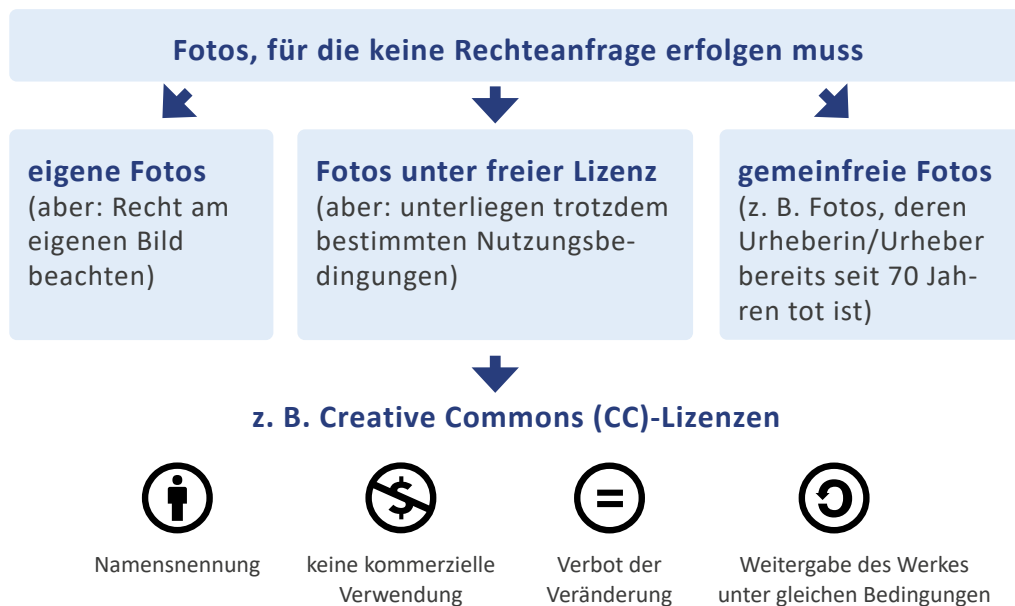 Fotos, für die keine Rechteanfrage erfolgen muss
eigene Fotos
(aber: Recht am
eigenen Bild
beachten)
Fotos unter freier Lizenz
(aber: unterliegen trotzdem
bestimmten Nutzungsbe-
dingungen)
gemeinfreie Fotos
(z. B. Fotos, deren
Urheberin/Urheber
bereits seit 70 Jah-
ren tot ist)
z. B. Creative Commons (CC)-Lizenzen
Namensnennung
keine kommerzielle
Verwendung
Verbot der
Veränderung
Weitergabe des Werkes
unter gleichen Bedingungen